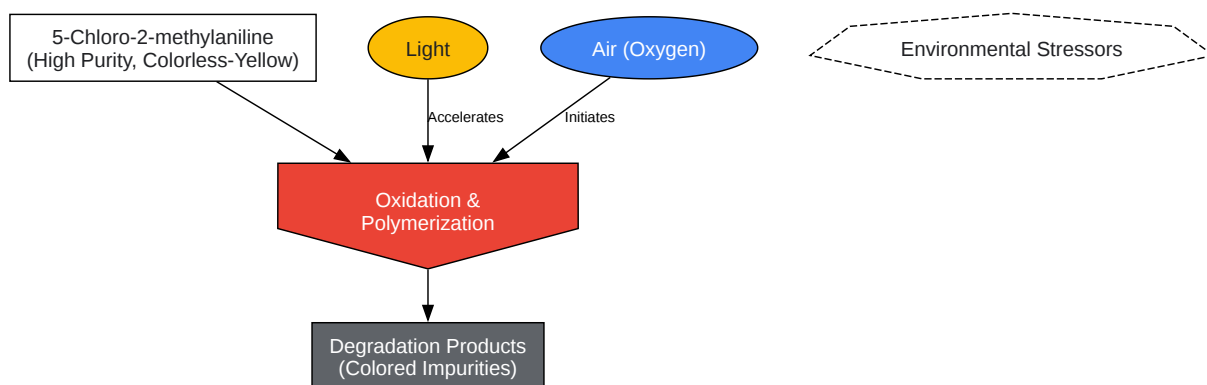 5-Chloro-2-methylaniline
(High Purity, Colorless-Yellow)
Light
Air (Oxygen)
Environmental Stressors
Accelerates
Initiates
Oxidation &
Polymerization
Degradation Products
(Colored Impurities)